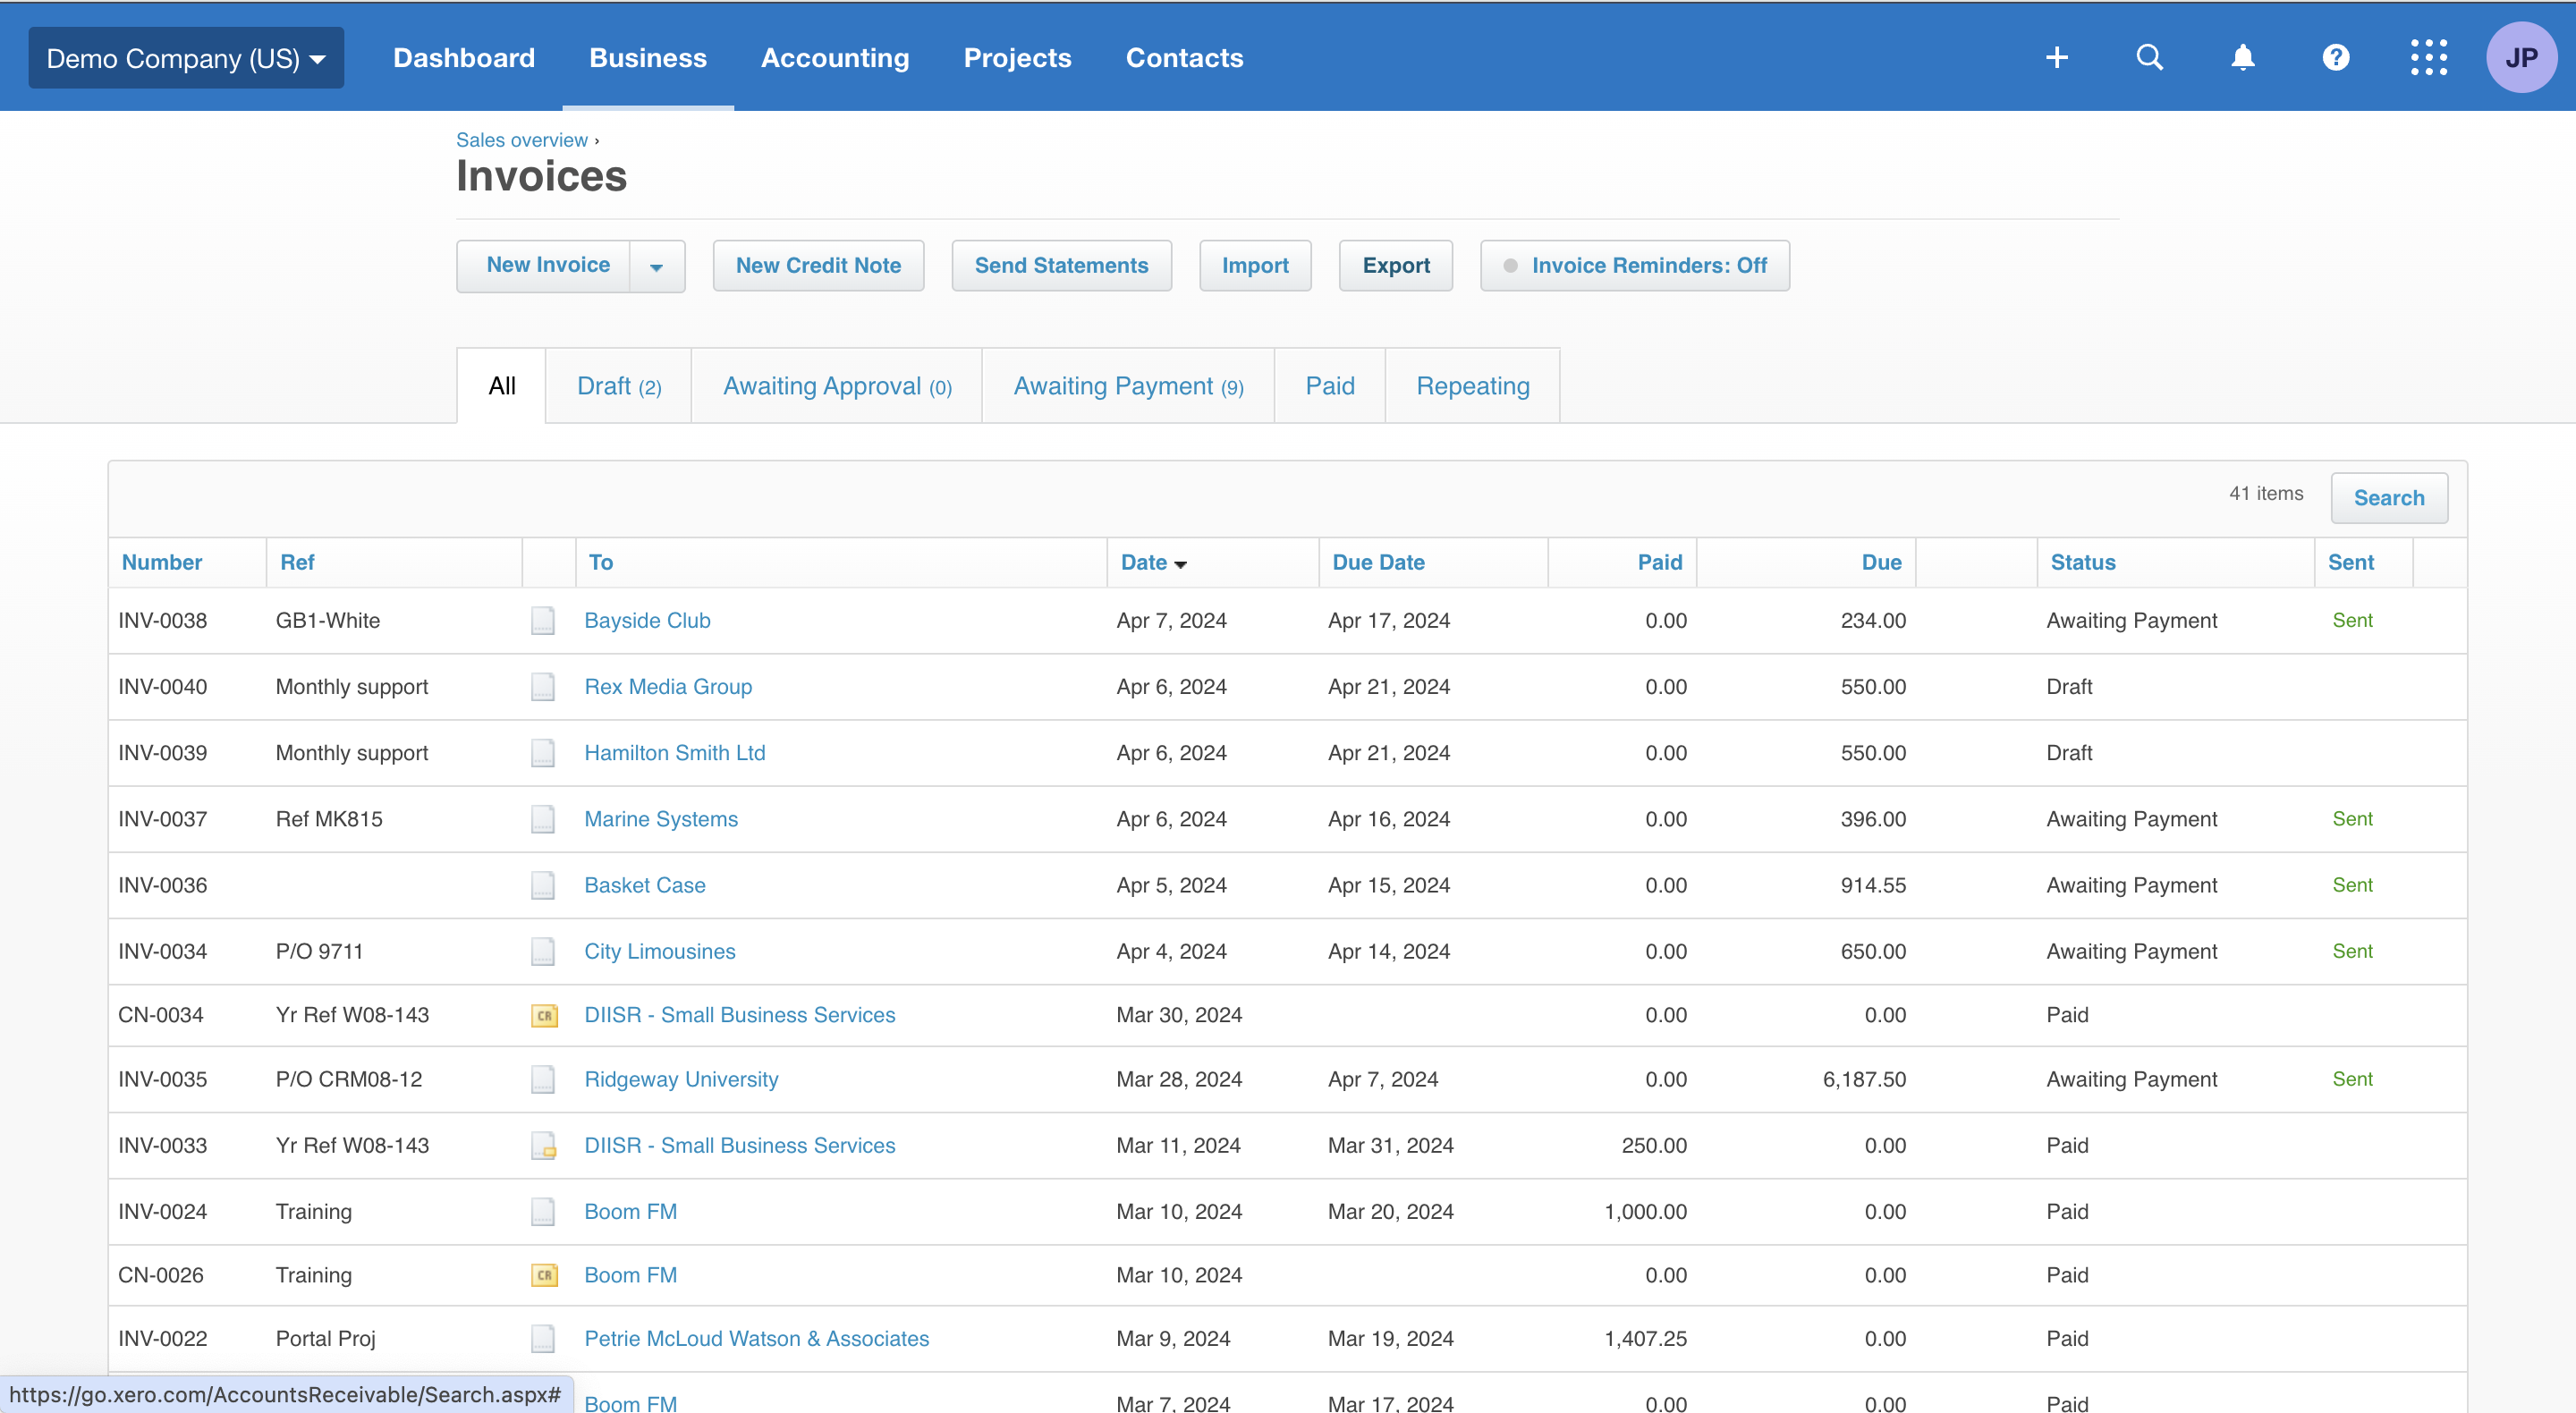 Demo Company (US) Dashboard Business Accounting Projects Contacts JP
Sales overview ›
Invoices
New Invoice New Credit Note Send Statements Import Export Invoice Reminders: Off
All Draft (2) Awaiting Approval (0) Awaiting Payment (9) Paid Repeating
41 items Search
Number Ref To Date Due Date Paid Due Status Sent
INV-0038 GB1-White Bayside Club Apr 7, 2024 Apr 17, 2024 0.00 234.00 Awaiting Payment Sent
INV-0040 Monthly support Rex Media Group Apr 6, 2024 Apr 21, 2024 0.00 550.00 Draft
INV-0039 Monthly support Hamilton Smith Ltd Apr 6, 2024 Apr 21, 2024 0.00 550.00 Draft
INV-0037 Ref MK815 Marine Systems Apr 6, 2024 Apr 16, 2024 0.00 396.00 Awaiting Payment Sent
INV-0036 Basket Case Apr 5, 2024 Apr 15, 2024 0.00 914.55 Awaiting Payment Sent
INV-0034 P/O 9711 City Limousines Apr 4, 2024 Apr 14, 2024 0.00 650.00 Awaiting Payment Sent
CN-0034 Yr Ref W08-143 CR DIISR - Small Business Services Mar 30, 2024 0.00 0.00 Paid
INV-0035 P/O CRM08-12 Ridgeway University Mar 28, 2024 Apr 7, 2024 0.00 6,187.50 Awaiting Payment Sent
INV-0033 Yr Ref W08-143 DIISR - Small Business Services Mar 11, 2024 Mar 31, 2024 250.00 0.00 Paid
INV-0024 Training Boom FM Mar 10, 2024 Mar 20, 2024 1,000.00 0.00 Paid
CN-0026 Training CR Boom FM Mar 10, 2024 0.00 0.00 Paid
INV-0022 Portal Proj Petrie McLoud Watson & Associates Mar 9, 2024 Mar 19, 2024 1,407.25 0.00 Paid
https://go.xero.com/AccountsReceivable/Search.aspx# Boom FM Mar 7, 2024 Mar 17, 2024 0.00 0.00 Paid